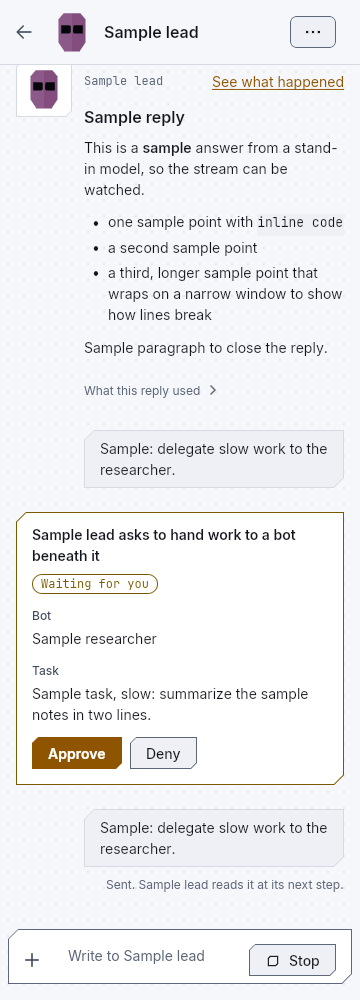 Sample lead
Sample lead
See what happened
Sample reply
This is a sample answer from a stand-
in model, so the stream can be
watched.
• one sample point with inline code
• a second sample point
• a third, longer sample point that
wraps on a narrow window to show
how lines break
Sample paragraph to close the reply.
What this reply used
Sample: delegate slow work to the
researcher.
Sample lead asks to hand work to a bot
beneath it
Waiting for you
Bot
Sample researcher
Task
Sample task, slow: summarize the sample
notes in two lines.
Approve
Deny
Sample: delegate slow work to the
researcher.
Sent. Sample lead reads it at its next step.
Write to Sample lead
Stop